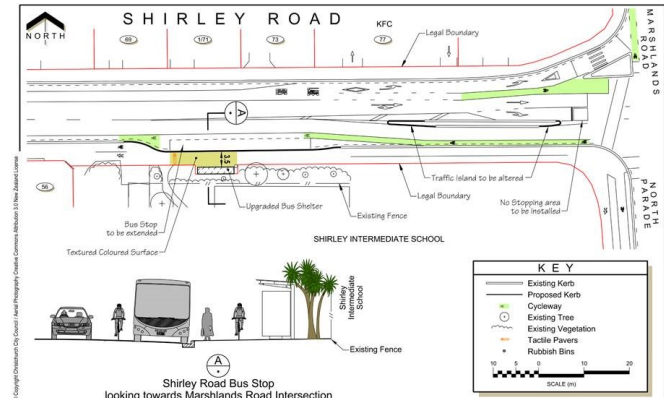 SHIRLEY ROAD
NORTH
KFC
69
1/71
73
77
Legal Boundary
MARSHLANDS
ROAD
A
3.5
56
Traffic Island to be altered
Legal Boundary
No Stopping area
to be Installed
NORTH
PARADE
Upgraded Bus Shelter
Existing Fence
Bus Stop
to be extended
Textured Coloured Surface
SHIRLEY INTERMEDIATE SCHOOL
Shirley
Intermediate
School
Existing Fence
A
Shirley Road Bus Stop
looking towards Marshlands Road Intersection
KEY
Existing Kerb
Proposed Kerb
Cycleway
Existing Tree
Existing Vegetation
Tactile Pavers
Rubbish Bins
10 5 0 10 20
SCALE (m)
Copyright Christchurch City Council / Aerial Photography Creative Commons Attribution 3.0 New Zealand License